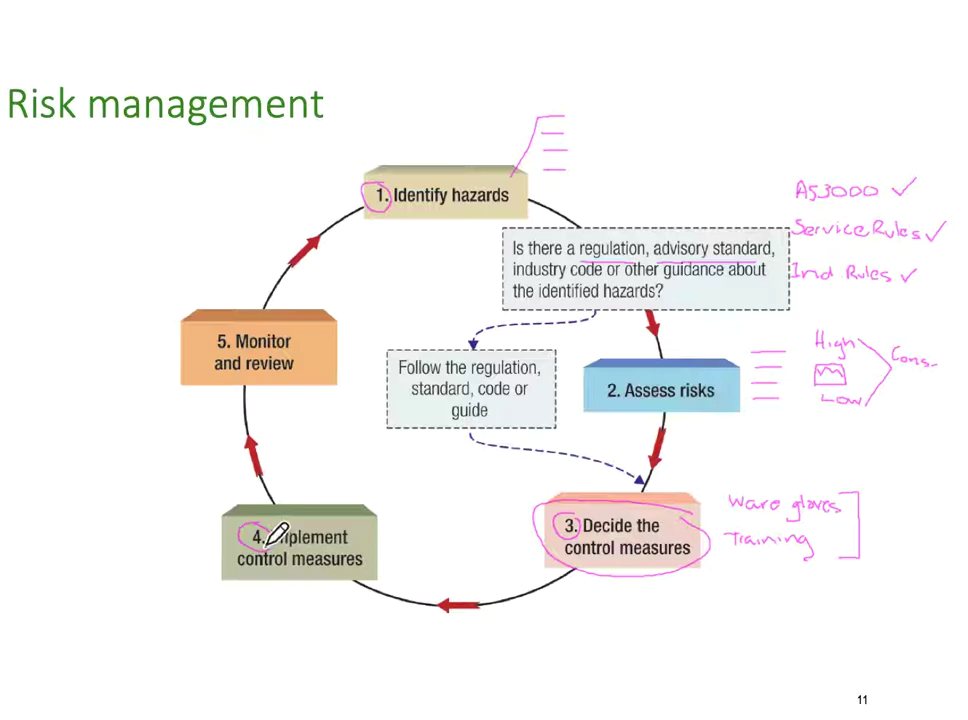 Risk management
1. Identify hazards
AS3000
Service Rules
Ind Rules
Is there a regulation, advisory standard,
industry code or other guidance about
the identified hazards?
5. Monitor
and review
Follow the regulation,
standard, code or
guide
2. Assess risks
High
Low
Cons.
3. Decide the
control measures
Ware gloves
Training
4. Implement
control measures
11